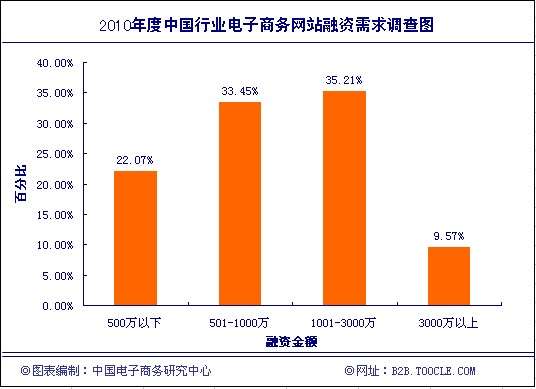 2010年度中国行业电子商务网站融资需求调查图
40.00%
35.00%
30.00%
25.00%
20.00%
15.00%
10.00%
5.00%
0.00%
百分比
22.07%
33.45%
35.21%
9.57%
500万以下
501-1000万
1001-3000万
3000万以上
融资金额
◎图表编制：中国电子商务研究中心
◎网址：B2B.TOOCLE.COM